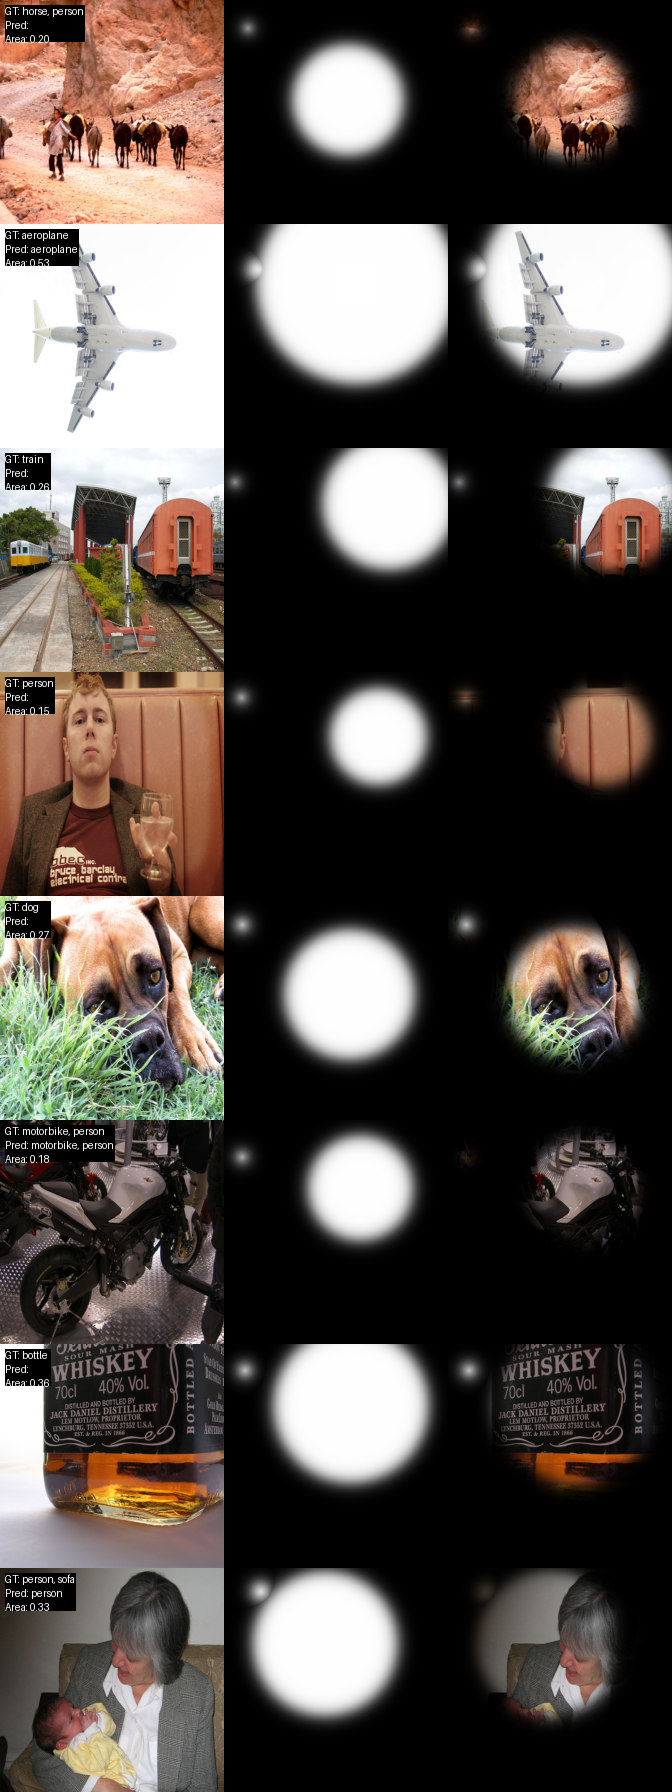 GT: horse, person
Pred:
Area: 0.20
GT: aeroplane
Pred: aeroplane
Area: 0.53
GT: train
Pred:
Area: 0.26
GT: person
Pred:
Area: 0.15
INC.
bruce barclay
electrical contra
GT: dog
Pred:
Area: 0.27
GT: motorbike, person
Pred: motorbike, person
Area: 0.18
GT: bottle
Pred:
Area: 0.36
SOUR MASH
WHISKEY
70cl 40% Vol.
DISTILLED AND BOTTLED BY
JACK DANIEL DISTILLERY
LEM MOTLOW, PROPRIETOR
LYNCHBURG, TENNESSEE 37352 U.S.A.
EST. & REG. IN 1866
BOTTLED
SOUR MASH
WHISKEY
70cl 40% Vol.
DISTILLED AND BOTTLED BY
JACK DANIEL DISTILLERY
LEM MOTLOW, PROPRIETOR
LYNCHBURG, TENNESSEE 37352 U.S.A.
EST. & REG. IN 1866
BOTTLED
GT: person, sofa
Pred: person
Area: 0.33